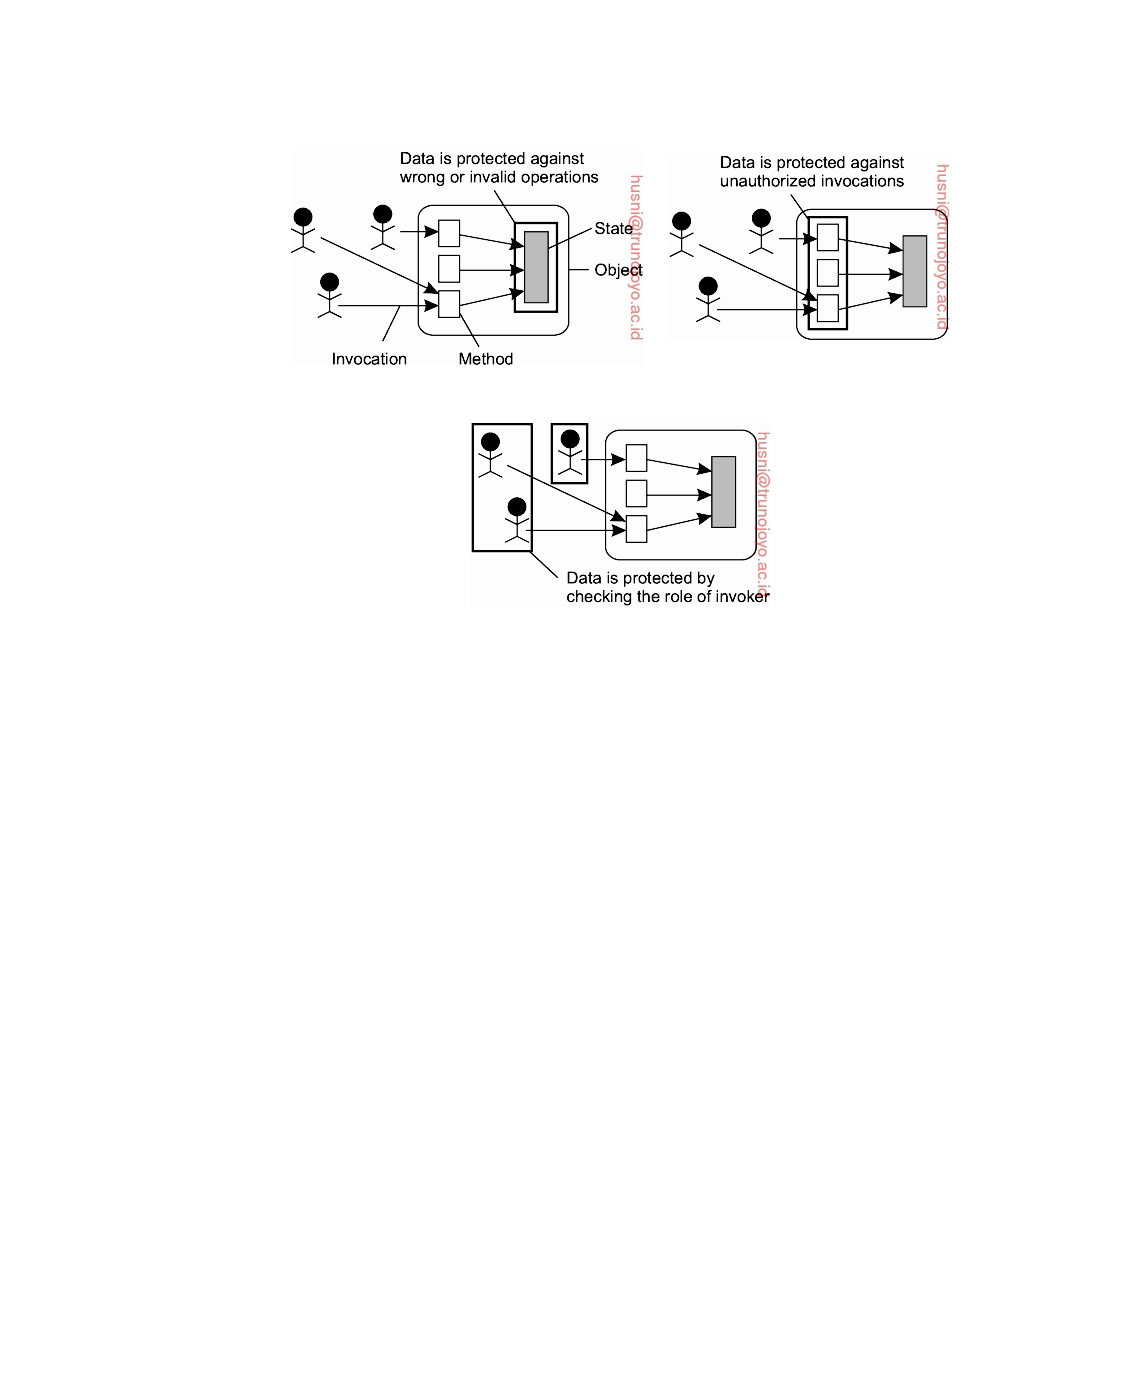 Data is protected against
wrong or invalid operations
State
Object
Invocation
Method
husni@trunojoyo.ac.id
Data is protected against
unauthorized invocations
husni@trunojoyo.ac.id
Data is protected by
checking the role of invoker
husni@trunojoyo.ac.id